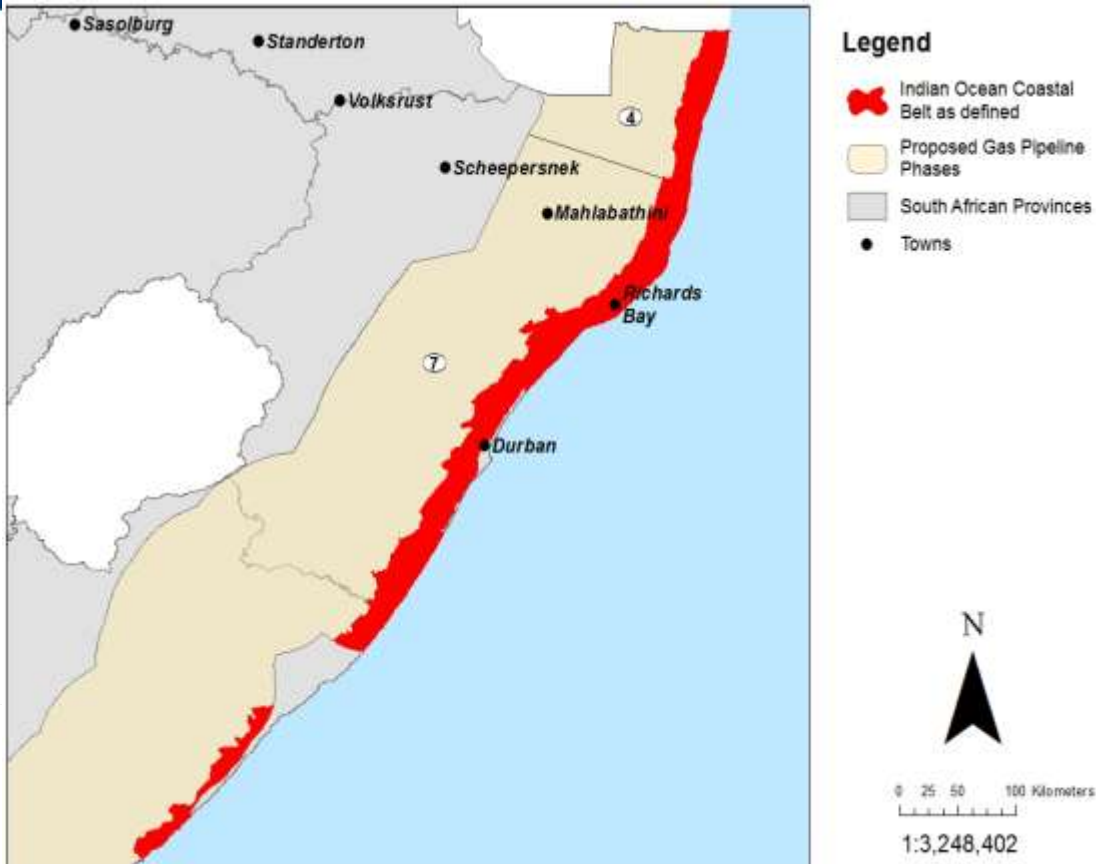 Sasolburg
Standerton
Volksrust
4
Scheepersnek
Mahlabathini
Richards
Bay
7
Durban
Legend
Indian Ocean Coastal
Belt as defined
Proposed Gas Pipeline
Phases
South African Provinces
Towns
N
0 25 50 100 Kilometers
1:3,248,402